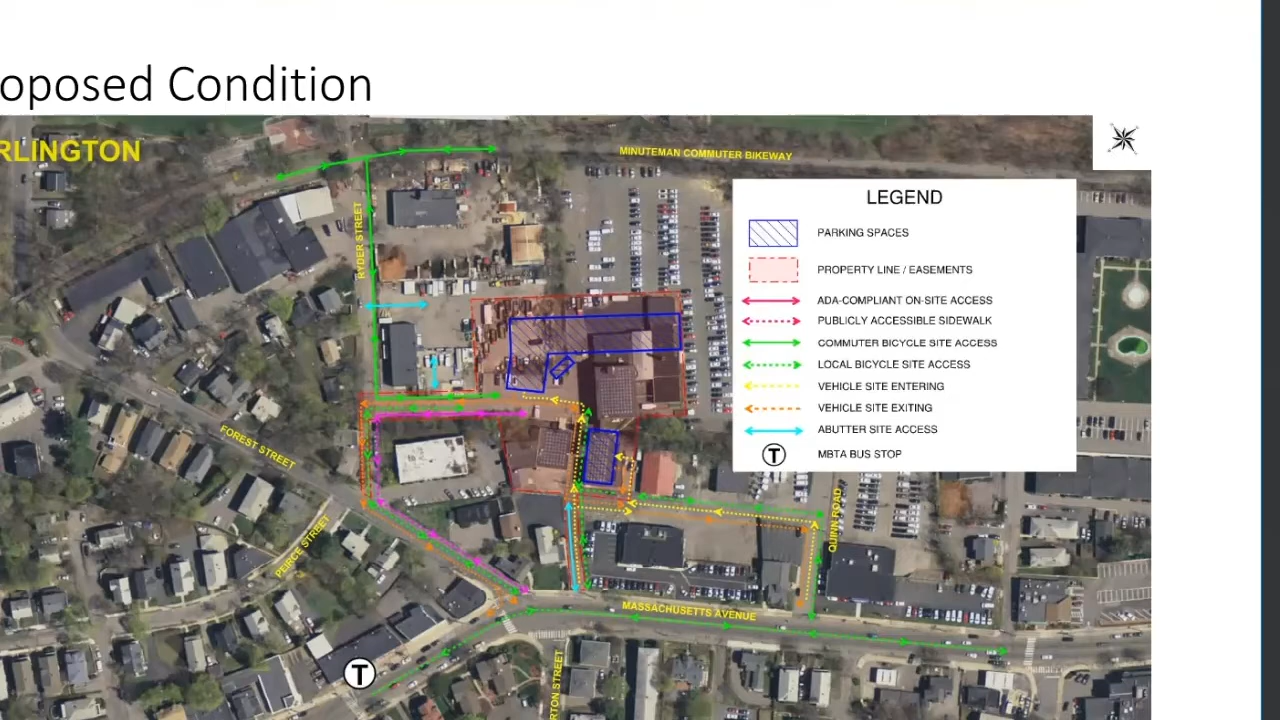 oposed Condition
RLINGTON
MINUTEMAN COMMUTER BIKEWAY
LEGEND
PARKING SPACES
PROPERTY LINE / EASEMENTS
ADA-COMPLIANT ON-SITE ACCESS
PUBLICLY ACCESSIBLE SIDEWALK
COMMUTER BICYCLE SITE ACCESS
LOCAL BICYCLE SITE ACCESS
VEHICLE SITE ENTERING
VEHICLE SITE EXITING
ABUTTER SITE ACCESS
T
MBTA BUS STOP
RYDER STREET
FOREST STREET
PEIRCE STREET
QUINN ROAD
MASSACHUSETTS AVENUE
T
RTON STREET